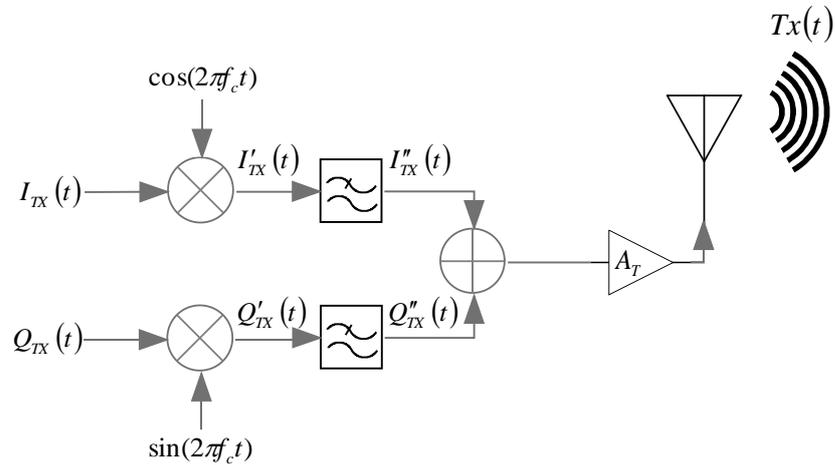 Tx(t)
cos(2πf_c t)
I_TX(t)
I′_TX(t)
I″_TX(t)
A_T
Q_TX(t)
Q′_TX(t)
Q″_TX(t)
sin(2πf_c t)